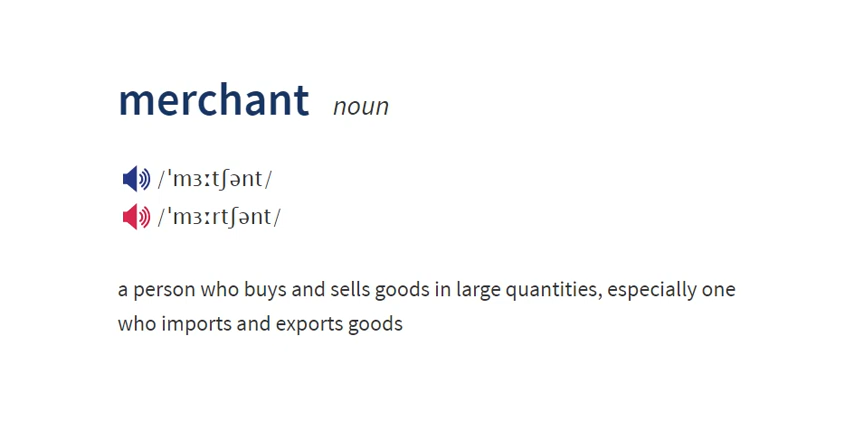 merchant noun
/ˈmɜːtʃənt/
/ˈmɜːrtʃənt/
a person who buys and sells goods in large quantities, especially one
who imports and exports goods